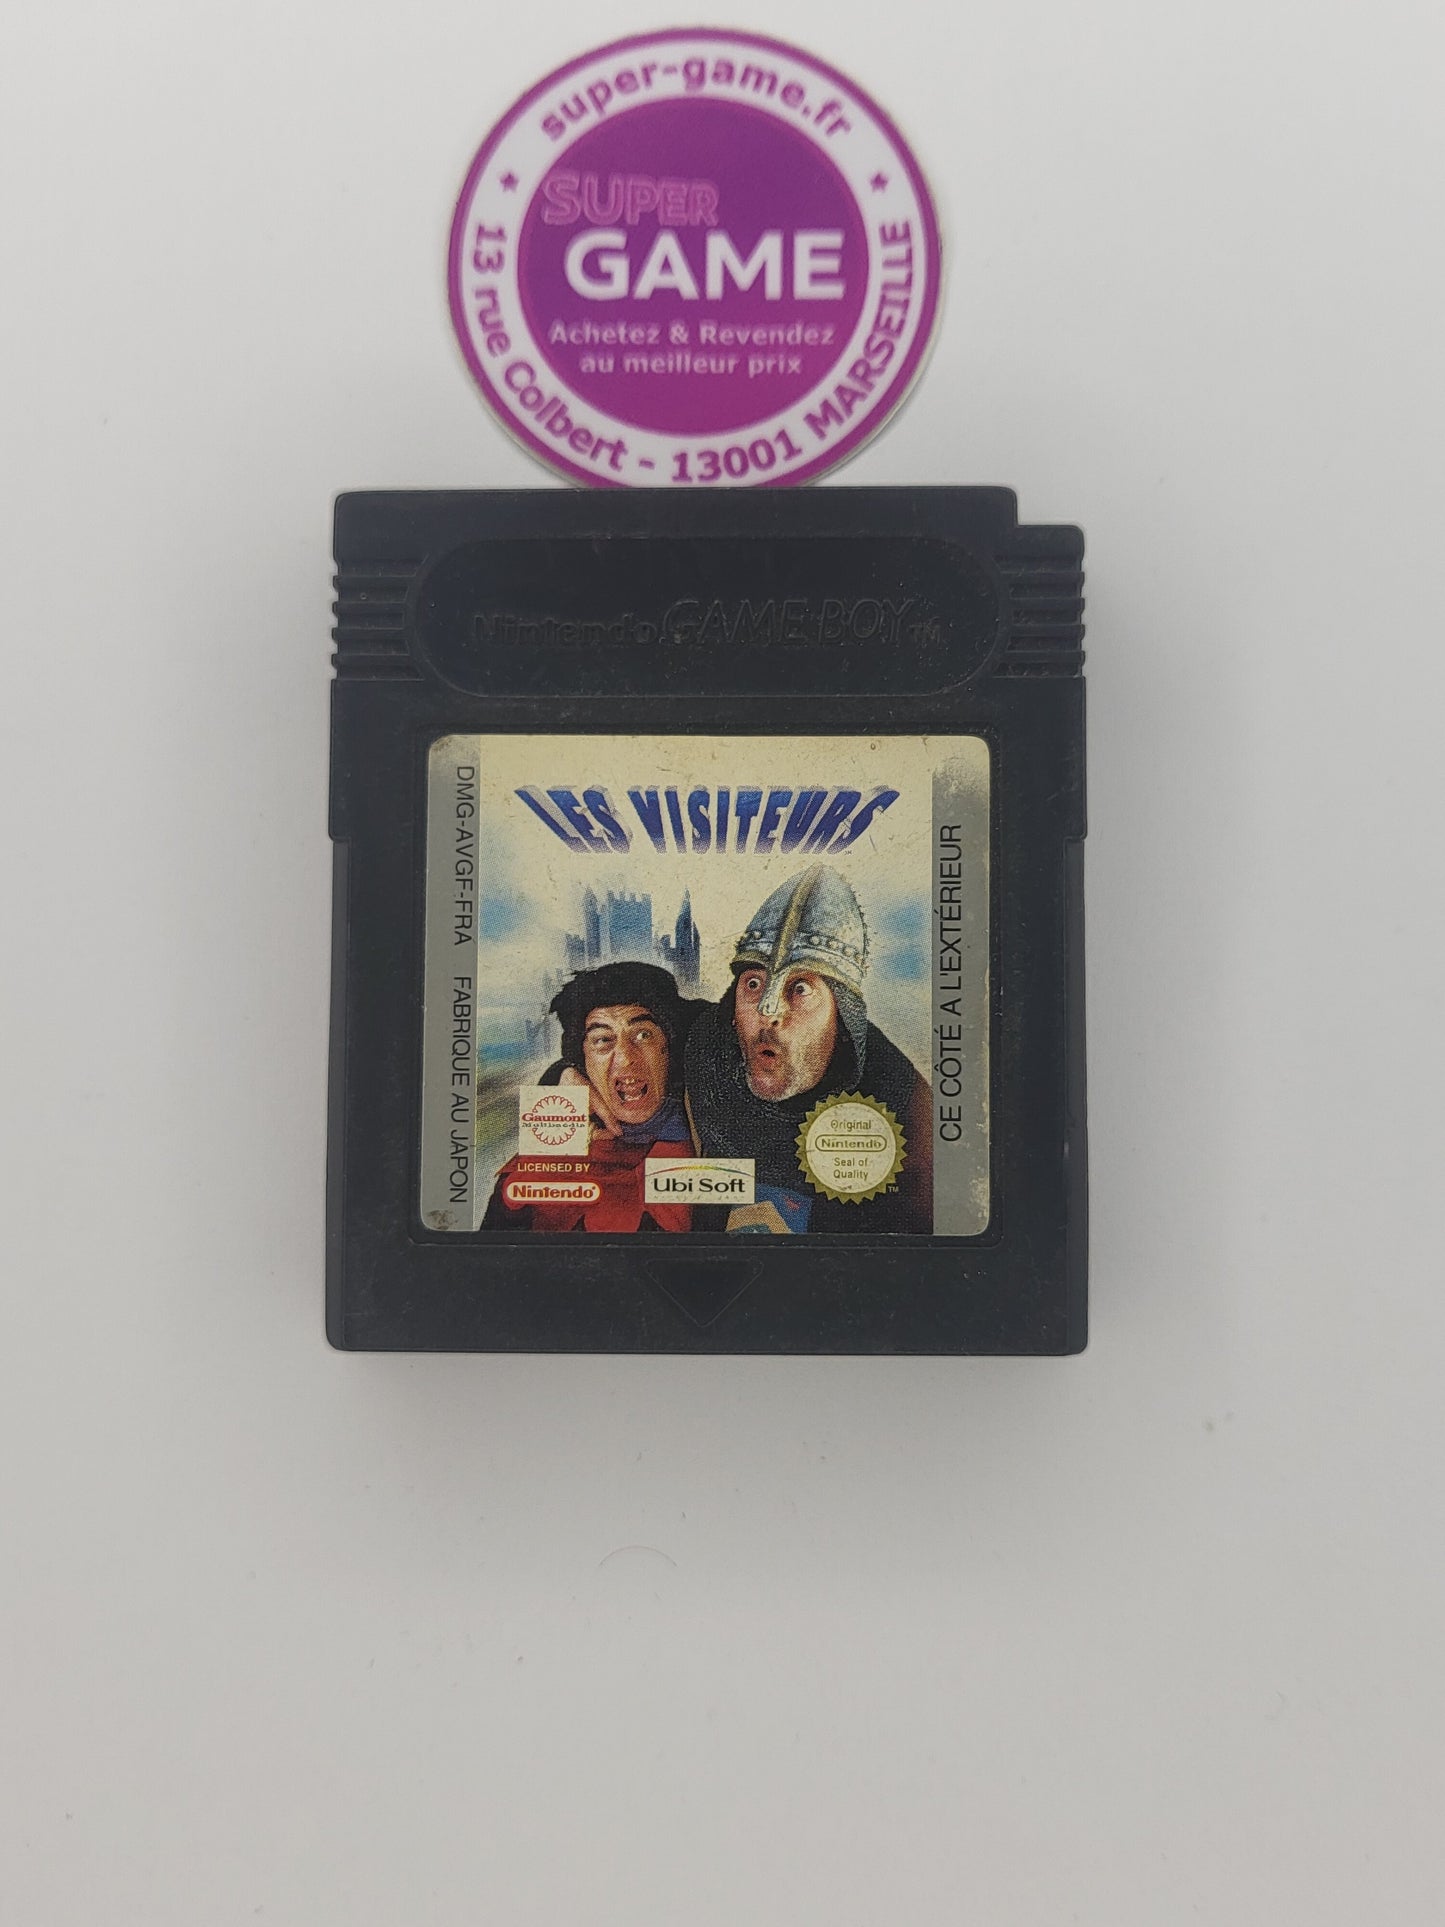 super-game.fr
SUPER
GAME
Achetez & Revendez
au meilleur prix
13 rue Colbert - 13001 MARSEILLE
Nintendo GAME BOY™
LES VISITEURS
DMG-AVGF-FRA FABRIQUE AU JAPON
CE CÔTÉ A L'EXTÉRIEUR
Gaumont
Multimédia
LICENSED BY
Nintendo®
Ubi Soft
Original
Nintendo®
Seal of
Quality
™